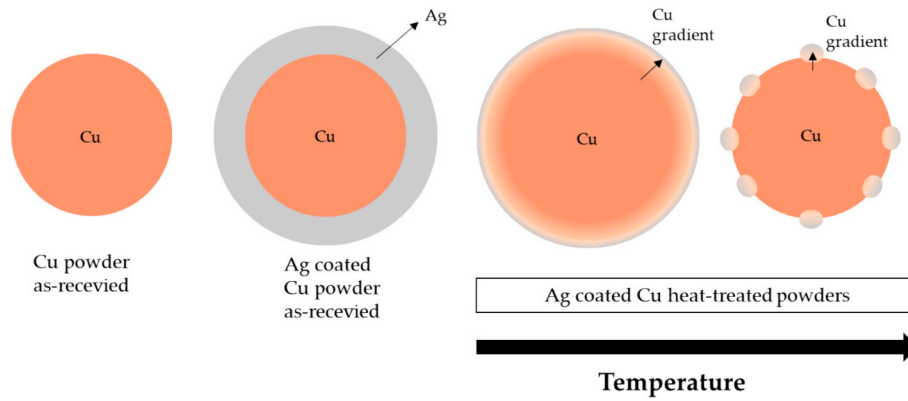 Cu
Cu powder
as-recevied
Ag
Cu
Ag coated
Cu powder
as-recevied
Cu
gradient
Cu
Cu
gradient
Cu
Ag coated Cu heat-treated powders
Temperature